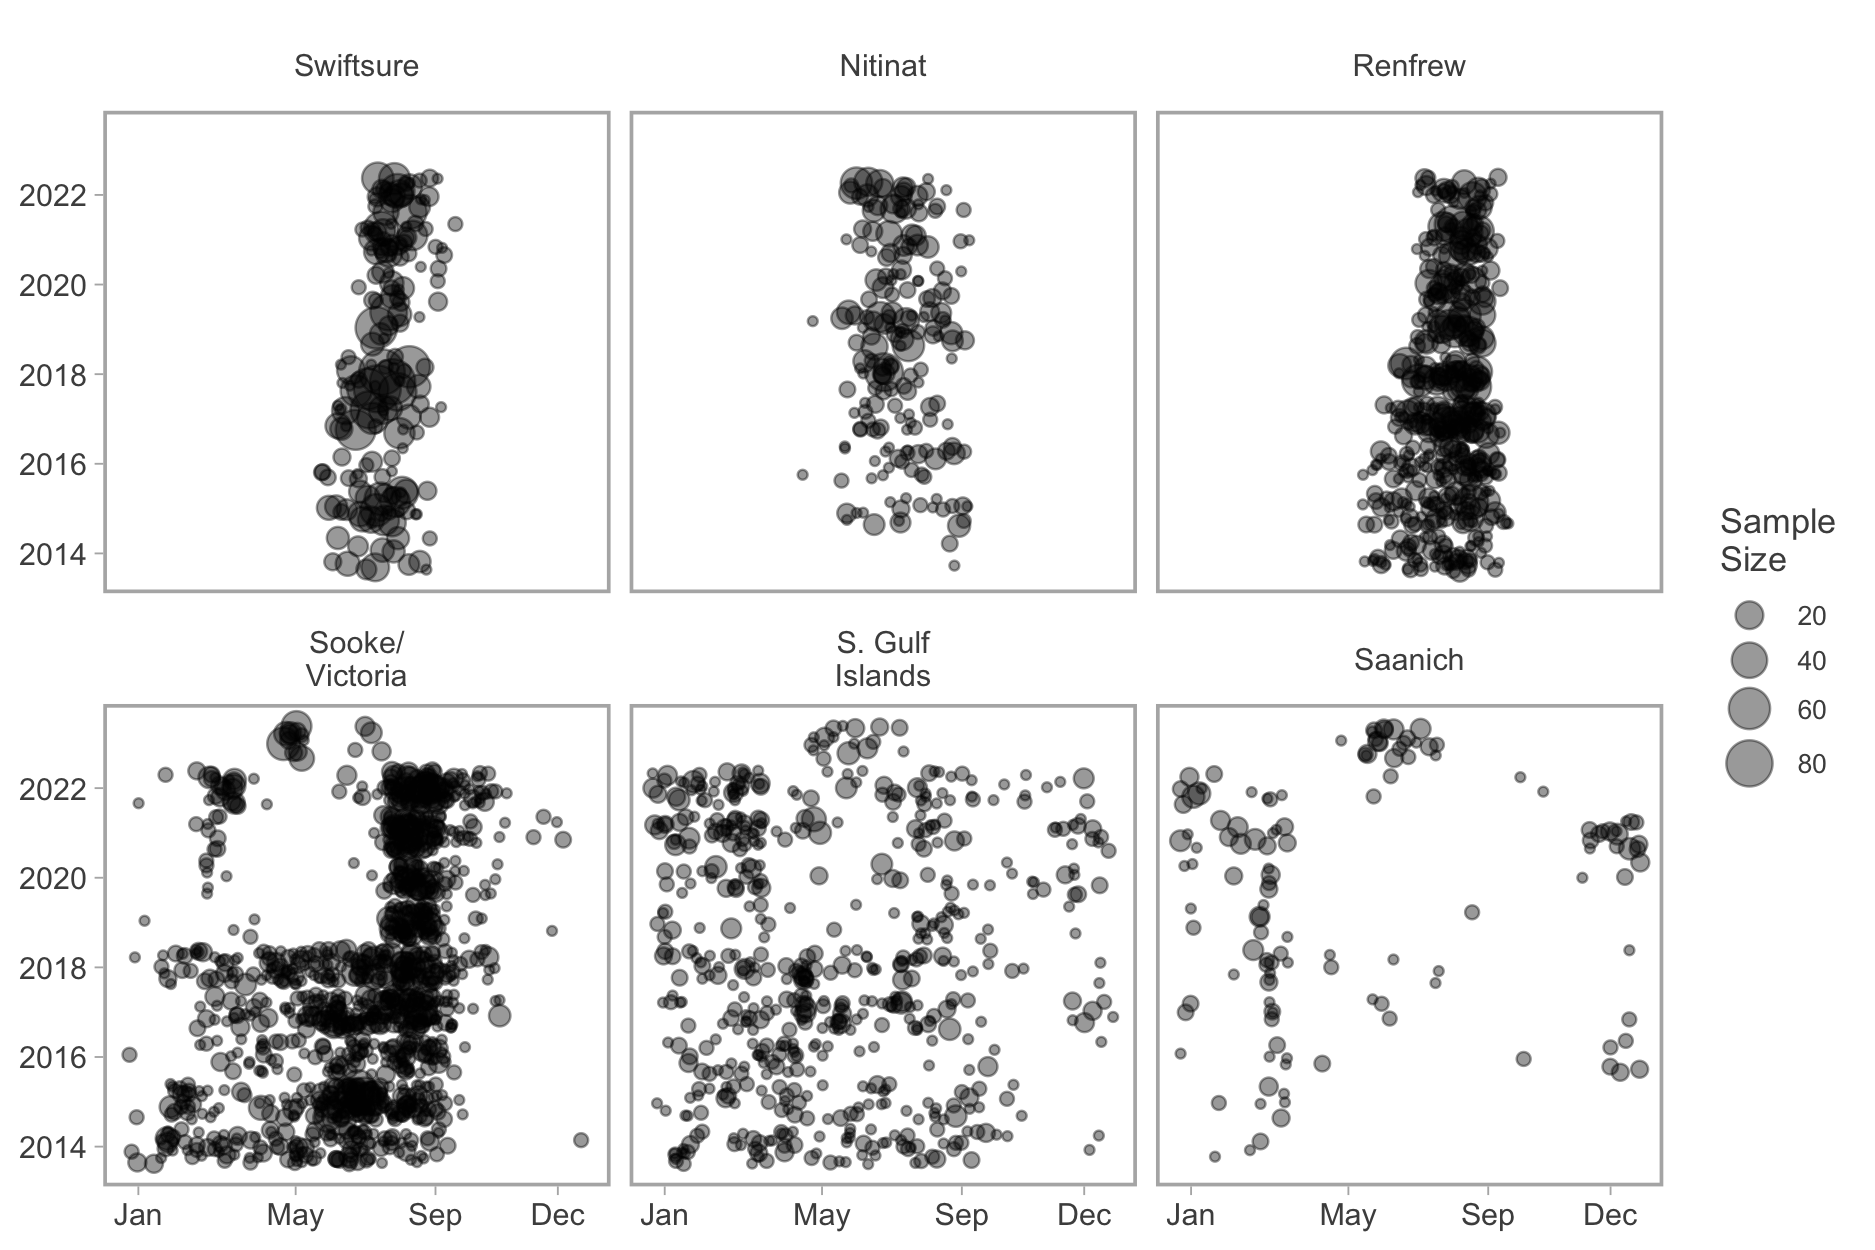 Swiftsure
Nitinat
Renfrew
2022
2020
2018
2016
2014
Sooke/
Victoria
S. Gulf
Islands
Saanich
2022
2020
2018
2016
2014
Jan May Sep Dec
Jan May Sep Dec
Jan May Sep Dec
Sample
Size
20
40
60
80